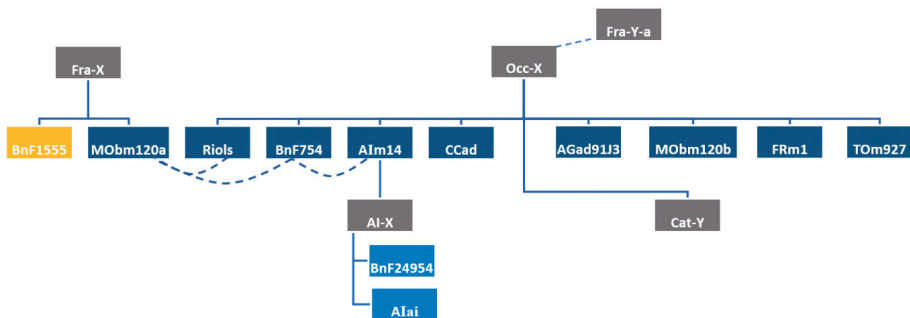 Fra-Y-a
Fra-X
Occ-X
BnF1555
MObm120a
Riols
BnF754
AIm14
CCad
AGad91J3
MObm120b
FRm1
TOm927
AI-X
Cat-Y
BnF24954
AIai